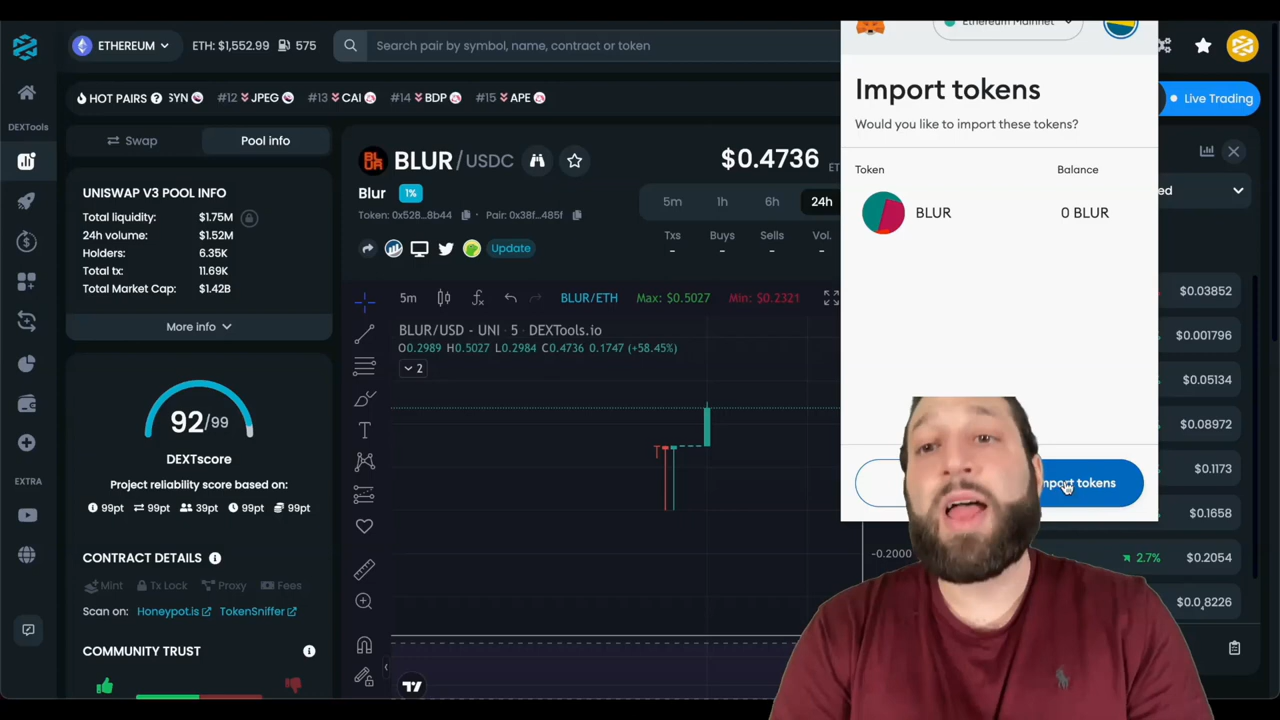 ETHEREUM
ETH: $1,552.99
575
Search pair by symbol, name, contract or token
Ethereum Mainnet
HOT PAIRS
SYN
#12 JPEG
#13 CAI
#14 BDP
#15 APE
Live Trading
DEXTools
Swap
Pool info
UNISWAP V3 POOL INFO
Total liquidity: $1.75M
24h volume: $1.52M
Holders: 6.35K
Total tx: 11.69K
Total Market Cap: $1.42B
More info
92/99
DEXTscore
Project reliability score based on:
99pt 99pt 39pt 99pt 99pt
CONTRACT DETAILS
Mint Tx Lock Proxy Fees
Scan on: Honeypot.is TokenSniffer
COMMUNITY TRUST
EXTRA
BLUR/USDC
$0.4736
Blur 1%
Token: 0x528...8b44 Pair: 0x38f...485f
Update
5m 1h 6h 24h
Txs Buys Sells Vol.
- - - -
5m
BLUR/ETH Max: $0.5027 Min: $0.2321
BLUR/USD - UNI · 5 · DEXTools.io
O0.2989 H0.5027 L0.2984 C0.4736 0.1747 (+58.45%)
2
-0.2000
Import tokens
Would you like to import these tokens?
Token Balance
BLUR 0 BLUR
Import tokens
ed
$0.03852
$0.001796
$0.05134
$0.08972
$0.1173
$0.1658
2.7% $0.2054
$0.0₅8226